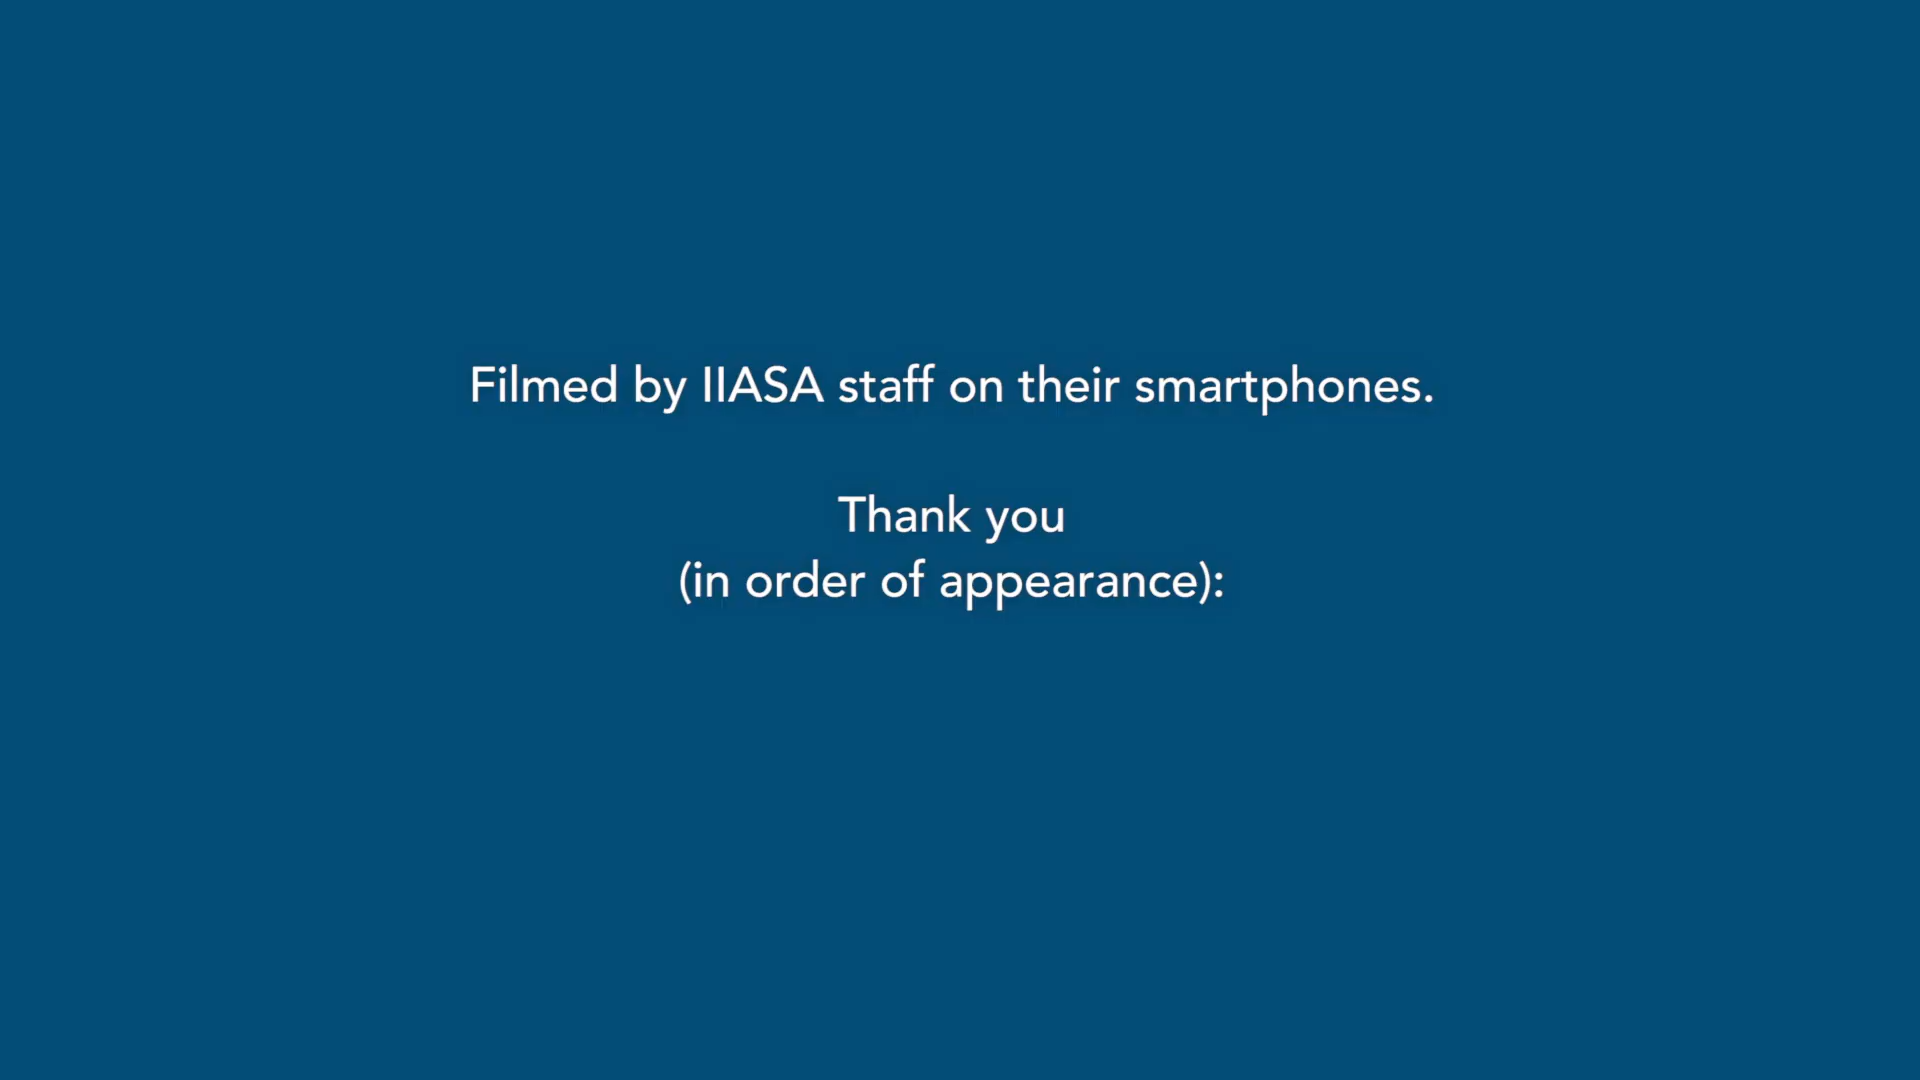 Filmed by IIASA staff on their smartphones.
Thank you
(in order of appearance):